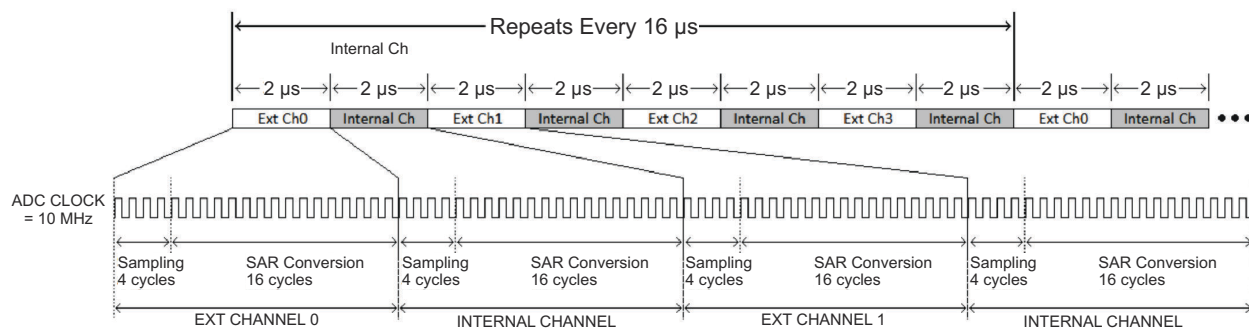 Repeats Every 16 µs
Internal Ch
2 µs 2 µs 2 µs 2 µs 2 µs 2 µs 2 µs 2 µs 2 µs 2 µs
Ext Ch0 Internal Ch Ext Ch1 Internal Ch Ext Ch2 Internal Ch Ext Ch3 Internal Ch Ext Ch0 Internal Ch
ADC CLOCK
= 10 MHz
Sampling SAR Conversion Sampling SAR Conversion Sampling SAR Conversion Sampling SAR Conversion
4 cycles 16 cycles 4 cycles 16 cycles 4 cycles 16 cycles 4 cycles 16 cycles
EXT CHANNEL 0 INTERNAL CHANNEL EXT CHANNEL 1 INTERNAL CHANNEL